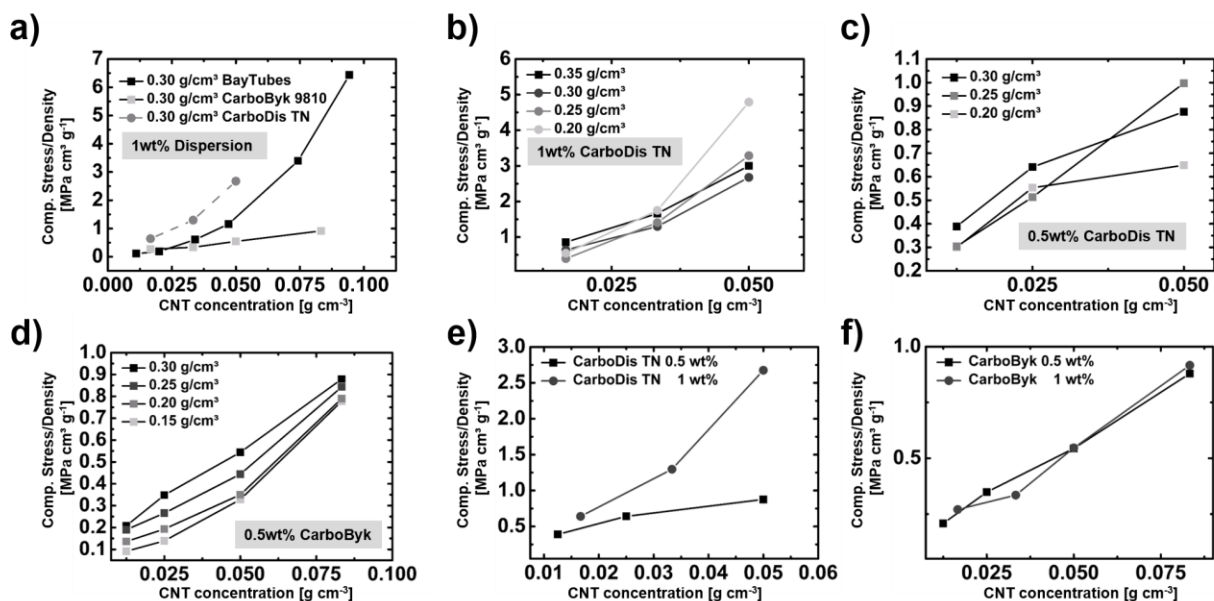 a)
7
6
5
4
3
2
1
0
0.30 g/cm³ BayTubes
0.30 g/cm³ CarboByk 9810
0.30 g/cm³ CarboDis TN
1wt% Dispersion
Comp. Stress/Density
[MPa cm³ g⁻¹]
0.000 0.025 0.050 0.075 0.100
CNT concentration [g cm⁻³]
b)
6
5
4
3
2
1
0.35 g/cm³
0.30 g/cm³
0.25 g/cm³
0.20 g/cm³
1wt% CarboDis TN
Comp. Stress/Density
[MPa cm³ g⁻¹]
0.025 0.050
CNT concentration [g cm⁻³]
c)
1.1
1.0
0.9
0.8
0.7
0.6
0.5
0.4
0.3
0.2
0.30 g/cm³
0.25 g/cm³
0.20 g/cm³
0.5wt% CarboDis TN
Comp. Stress/Density
[MPa cm³ g⁻¹]
0.025 0.050
CNT concentration [g cm⁻³]
d)
1.0
0.9
0.8
0.7
0.6
0.5
0.4
0.3
0.2
0.1
0.30 g/cm³
0.25 g/cm³
0.20 g/cm³
0.15 g/cm³
0.5wt% CarboByk
Comp. Stress/Density
[MPa cm³ g⁻¹]
0.025 0.050 0.075 0.100
CNT concentration [g cm⁻³]
e)
3.0
2.5
2.0
1.5
1.0
0.5
CarboDis TN 0.5 wt%
CarboDis TN 1 wt%
Comp. Stress/Density
[MPa cm³ g⁻¹]
0.01 0.02 0.03 0.04 0.05 0.06
CNT concentration [g cm⁻³]
f)
1.0
0.5
CarboByk 0.5 wt%
CarboByk 1 wt%
Comp. Stress/Density
[MPa cm³ g⁻¹]
0.025 0.050 0.075
CNT concentration [g cm⁻³]